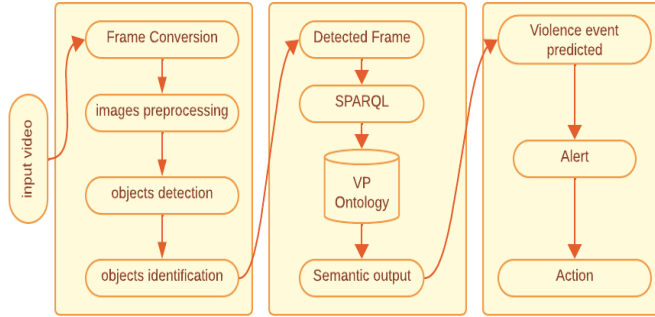 input video
Frame Conversion
images preprocessing
objects detection
objects identification
Detected Frame
SPARQL
VP
Ontology
Semantic output
Violence event
predicted
Alert
Action